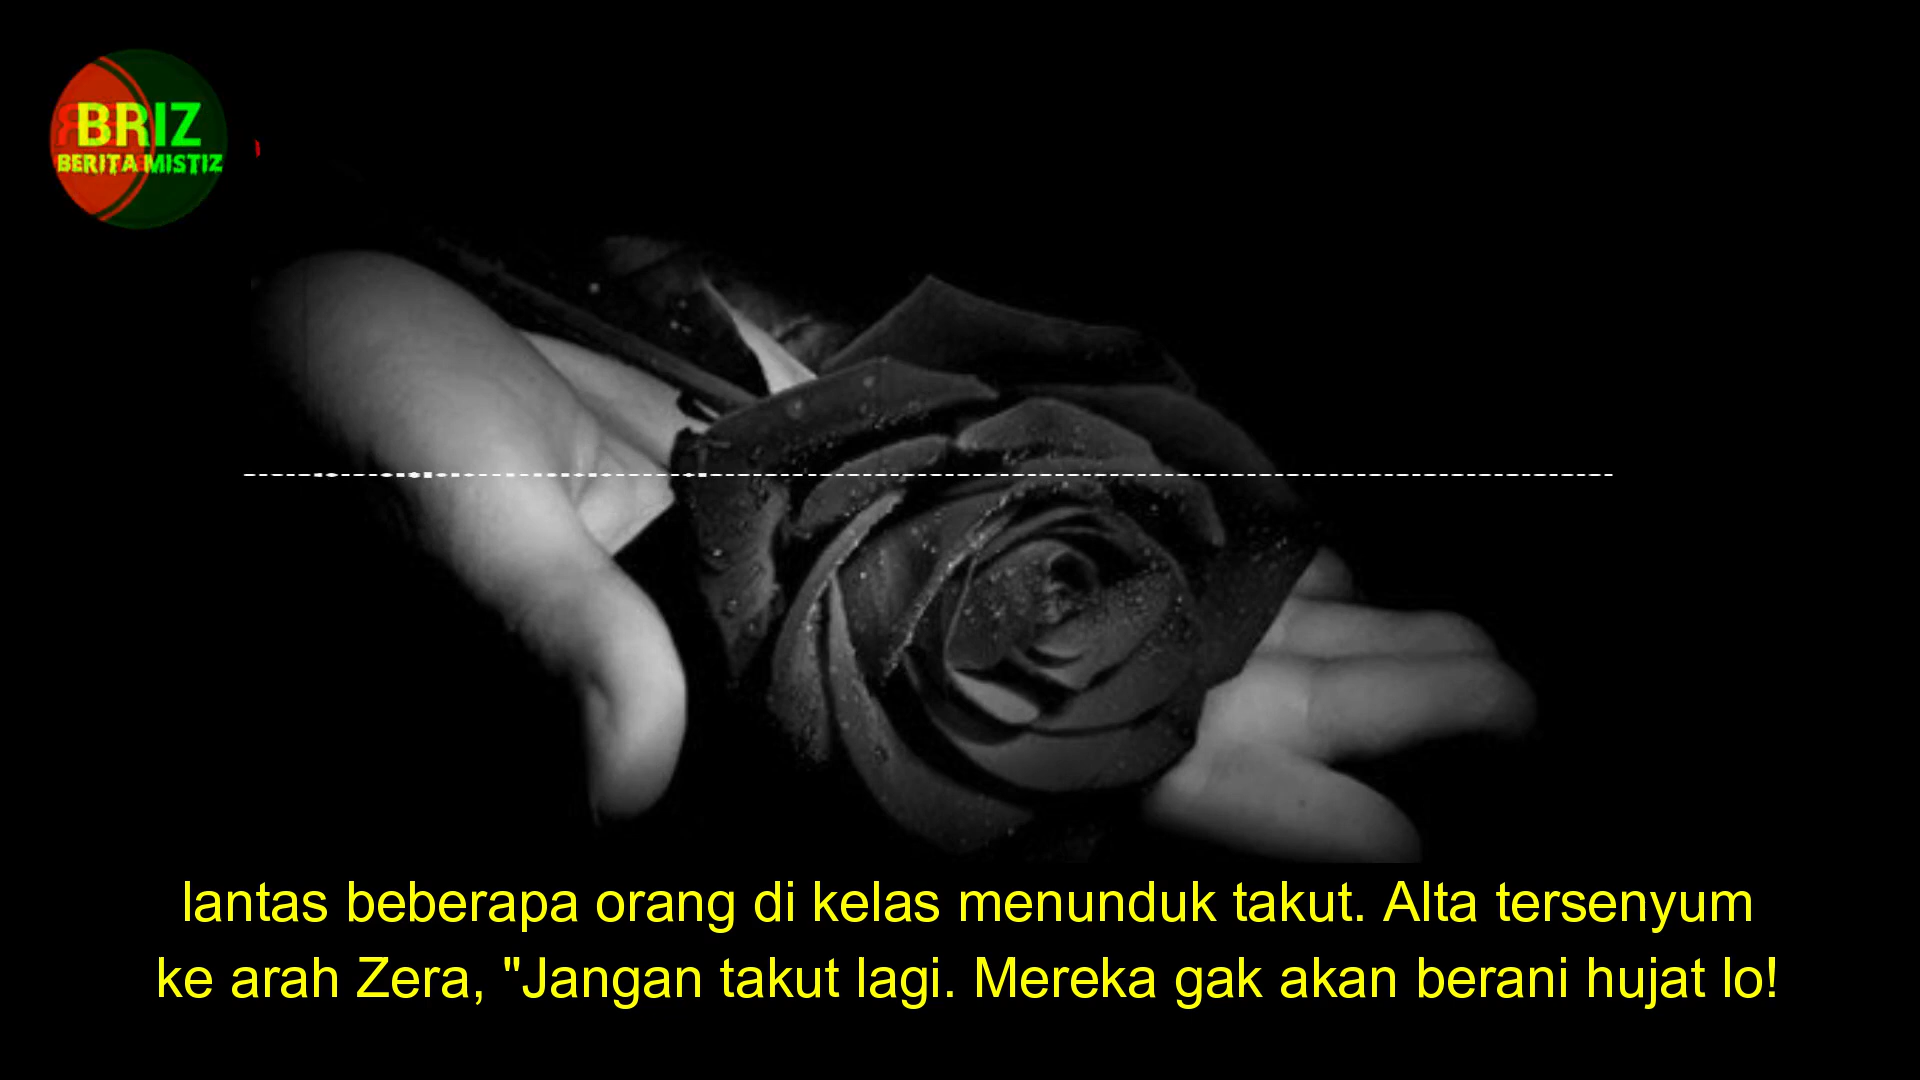 BRIZ
BERITA MISTIZ
lantas beberapa orang di kelas menunduk takut. Alta tersenyum
ke arah Zera, "Jangan takut lagi. Mereka gak akan berani hujat lo!